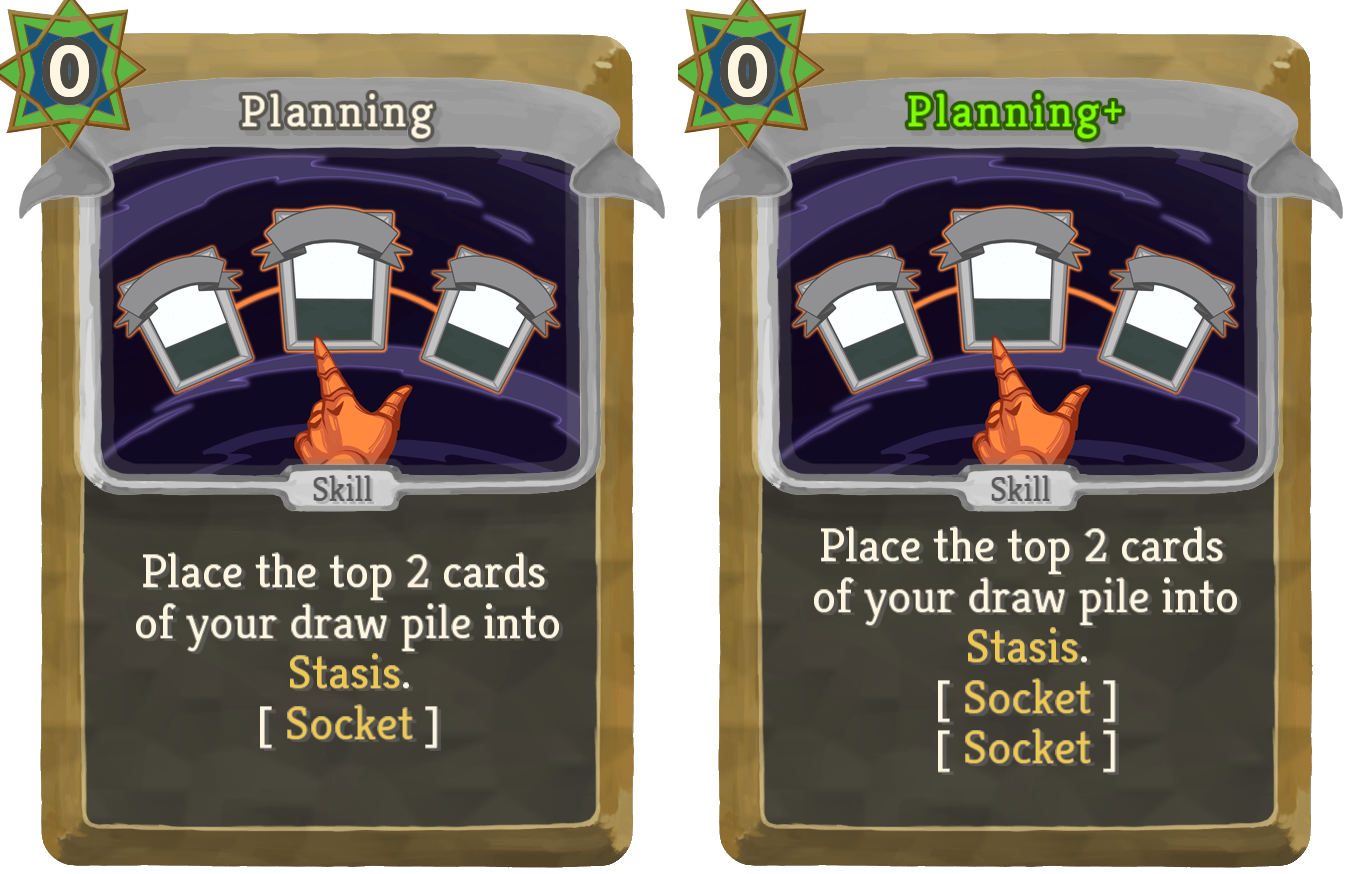 0
Planning
Skill
Place the top 2 cards
of your draw pile into
Stasis.
[ Socket ]
0
Planning+
Skill
Place the top 2 cards
of your draw pile into
Stasis.
[ Socket ]
[ Socket ]